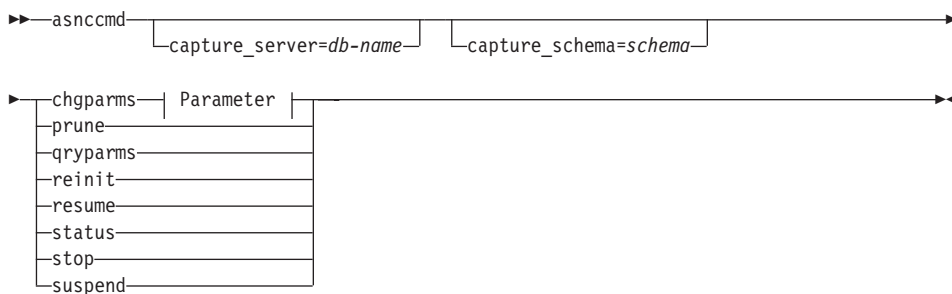 asnccmd
capture_server=db-name
capture_schema=schema
chgparms Parameter
prune
qryparms
reinit
resume
status
stop
suspend